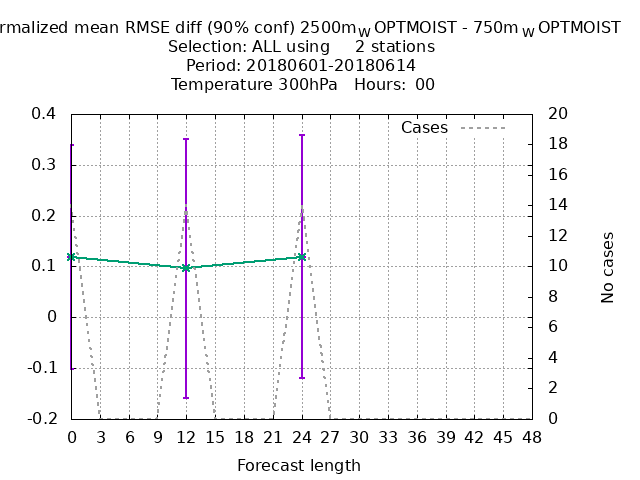 rmalized mean RMSE diff (90% conf) 2500m W OPTMOIST - 750m W OPTMOIST
Selection: ALL using 2 stations
Period: 20180601-20180614
Temperature 300hPa Hours: 00
Cases
0.4
0.3
0.2
0.1
0
-0.1
-0.2
20
18
16
14
12
10
8
6
4
2
0
No cases
0 3 6 9 12 15 18 21 24 27 30 33 36 39 42 45 48
Forecast length